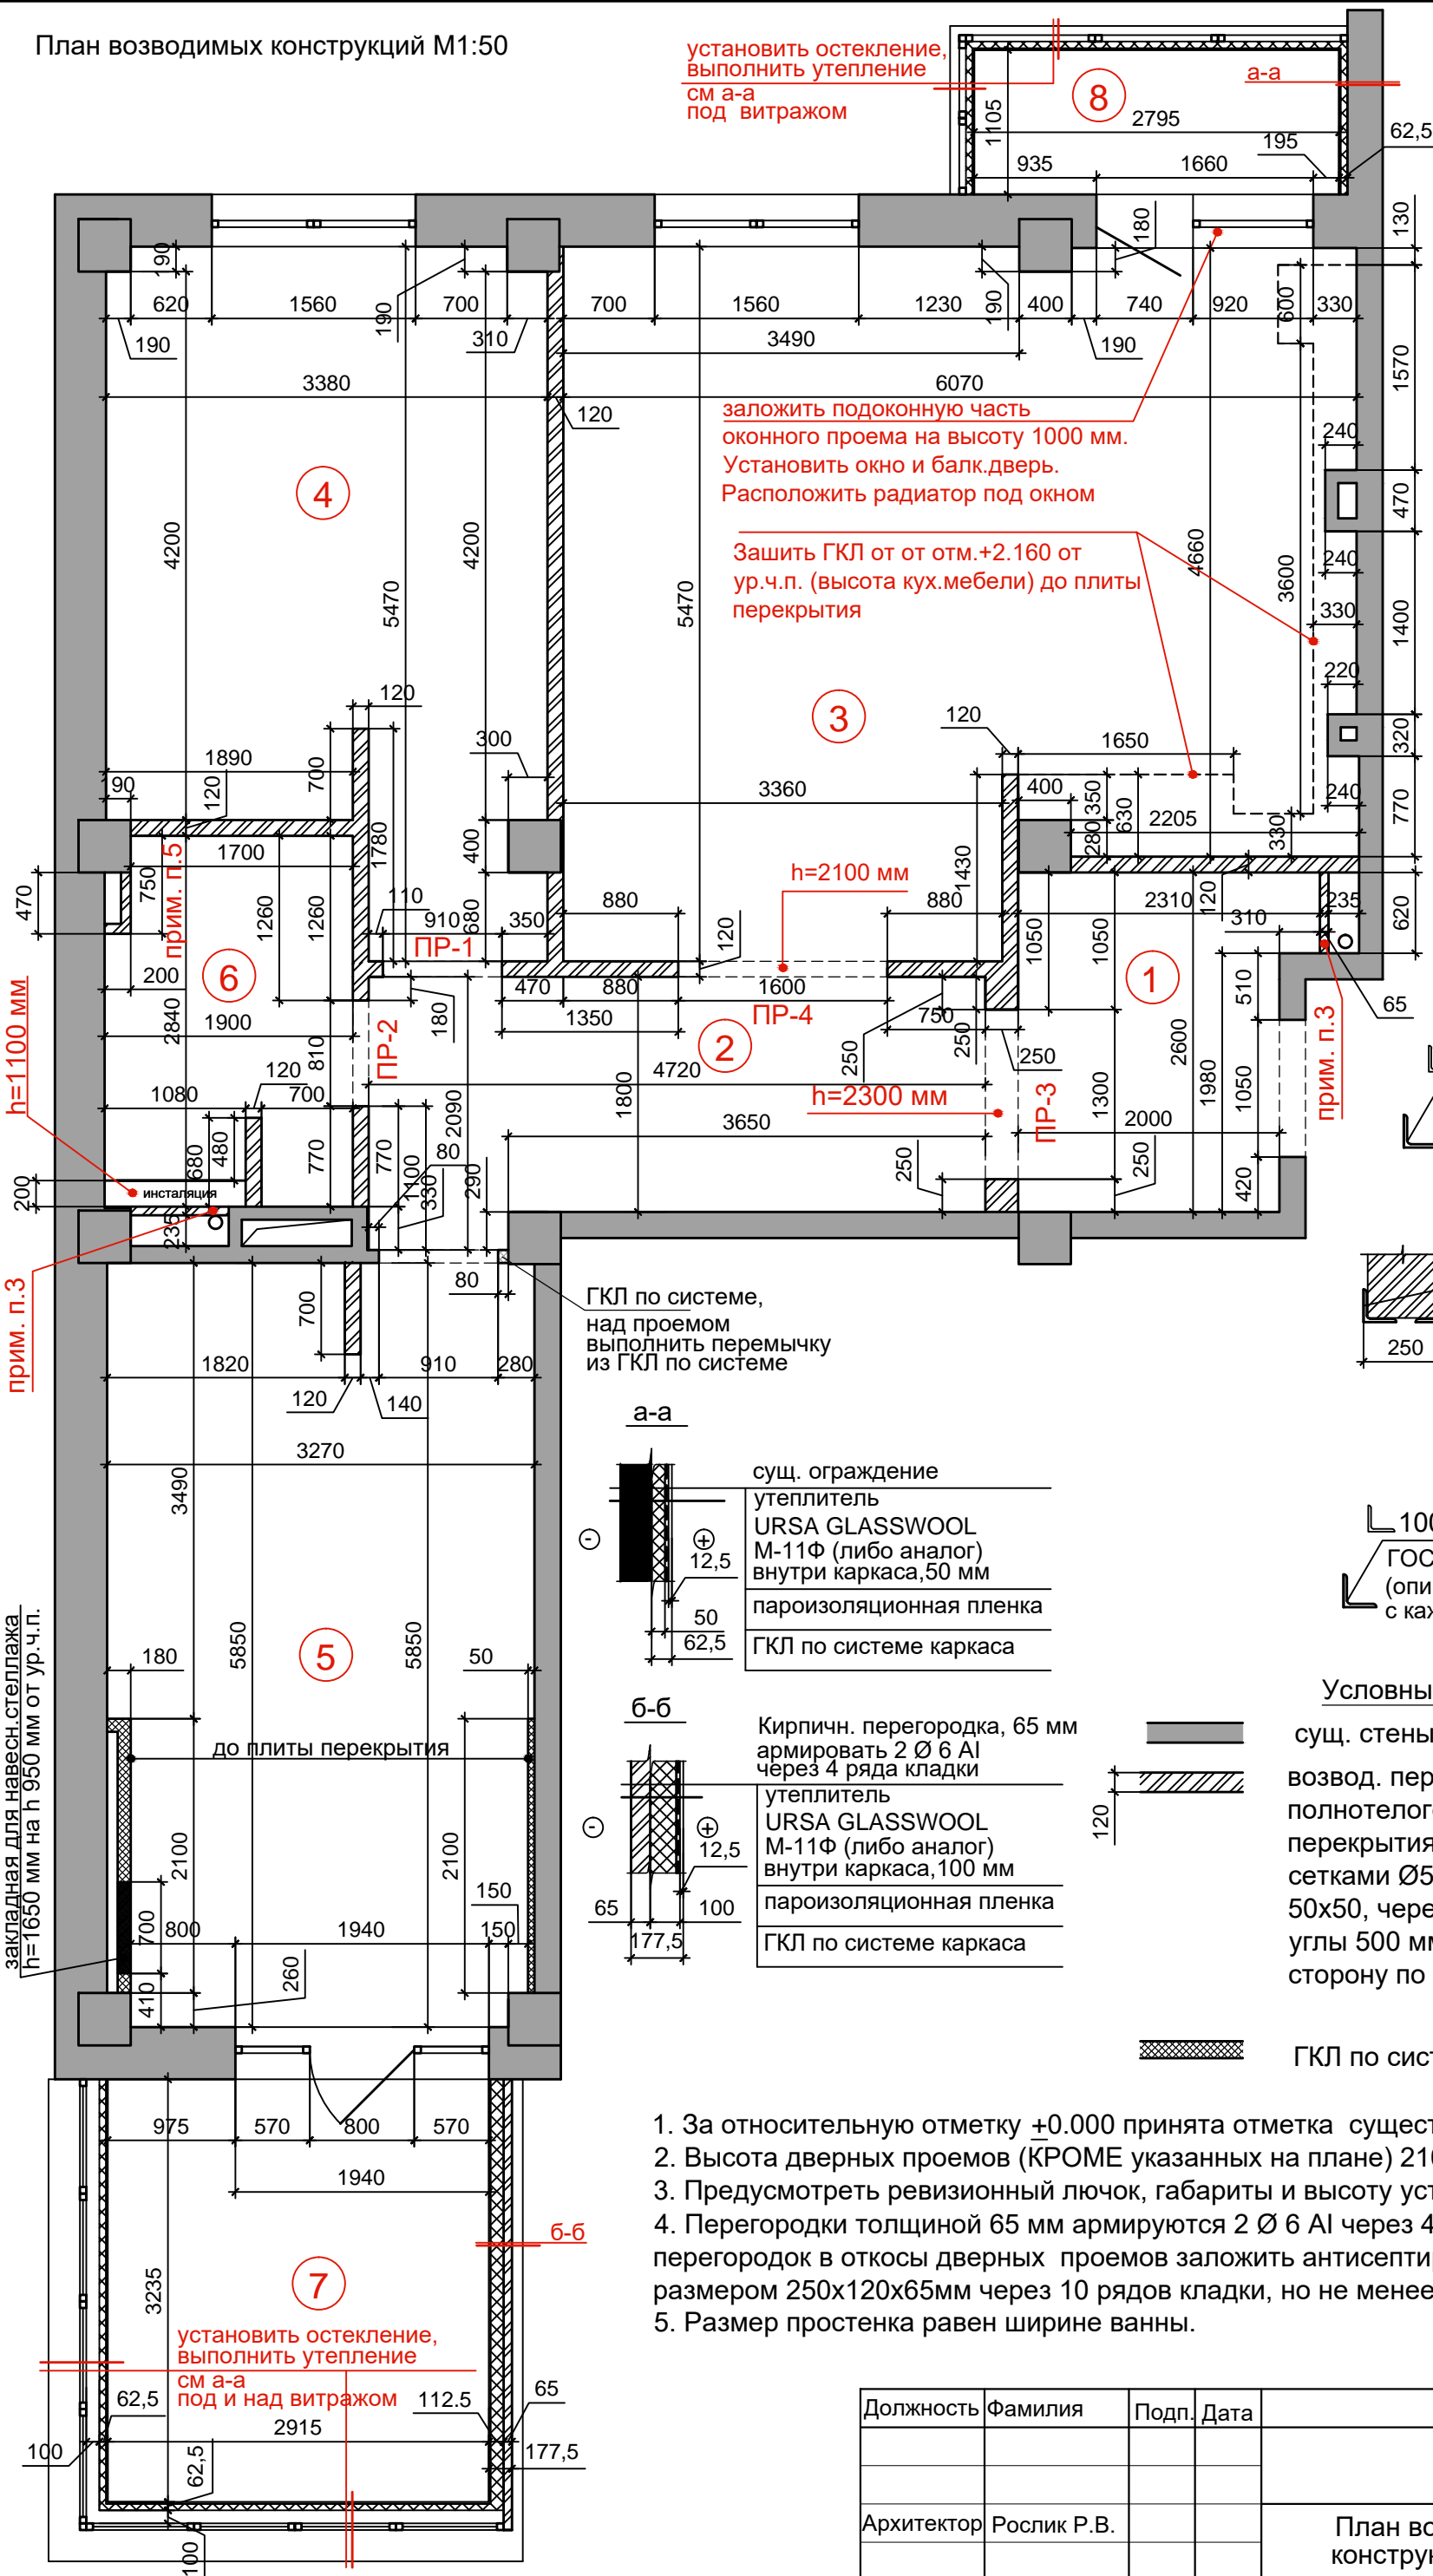 План возводимых конструкций М1:50
установить остекление,
выполнить утепление
см а-а
под витражом
8
а-а
1105
2795
935
1660
195
62,5
130
180
190
620
1560
700
190
310
190
700
1560
1230
190
400
740
920
600
330
190
3490
3380
6070
120
1570
заложить подоконную часть
оконного проема на высоту 1000 мм.
Установить окно и балк.дверь.
Расположить радиатор под окном
240
470
240
4
4200
4200
5470
5470
4660
3600
Зашить ГКЛ от от отм.+2.160 от
ур.ч.п. (высота кух.мебели) до плиты
перекрытия
330
1400
220
320
240
770
3
120
120
300
1890
700
90
120
1650
3360
400
350
630
280
2205
330
1780
400
1430
1700
750
прим. п.5
470
1260
1260
110
910
680
350
ПР-1
h=2100 мм
880
880
120
1050
1050
2310
120
235
310
620
6
200
1900
2840
h=1100 мм
180
470
880
1600
1350
ПР-4
750
250
250
250
1
510
65
прим. п.3
810
ПР-2
2
4720
1800
2090
h=2300 мм
ПР-3
1300
2600
1980
1050
120
1080
700
3650
2000
680
480
770
770
1100
330
80
290
250
250
420
200
инсталяция
235
прим. п.3
700
80
ГКЛ по системе,
над проемом
выполнить перемычку
из ГКЛ по системе
250
1820
910
280
120
140
3270
3490
а-а
сущ. ограждение
утеплитель
URSA GLASSWOOL
М-11Ф (либо аналог)
внутри каркаса,50 мм
пароизоляционная пленка
ГКЛ по системе каркаса
-
+
12,5
50
62,5
100
ГОС
(опи
с каж
5850
5850
5
180
50
закладная для навесн.стеллажа
h=1650 мм на h 950 мм от ур.ч.п.
до плиты перекрытия
2100
2100
б-б
Кирпичн. перегородка, 65 мм
армировать 2 Ø 6 АI
через 4 ряда кладки
утеплитель
URSA GLASSWOOL
М-11Ф (либо аналог)
внутри каркаса,100 мм
пароизоляционная пленка
ГКЛ по системе каркаса
-
+
12,5
65
100
177,5
Условны
сущ. стены
120
возвод. пер
полнотелого
перекрытия
сетками Ø5
50х50, чере
углы 500 мм
сторону по
ГКЛ по сист
700
800
1940
150
150
410
260
975
570
800
570
1940
б-б
3235
7
установить остекление,
выполнить утепление
см а-а
под и над витражом
62,5
112.5
65
2915
100
177,5
62,5
100
1. За относительную отметку ±0.000 принята отметка сущест
2. Высота дверных проемов (КРОМЕ указанных на плане) 210
3. Предусмотреть ревизионный лючок, габариты и высоту уст
4. Перегородки толщиной 65 мм армируются 2 Ø 6 АI через 4
перегородок в откосы дверных проемов заложить антисепти
размером 250х120х65мм через 10 рядов кладки, но не менее
5. Размер простенка равен ширине ванны.
Должность Фамилия Подп. Дата
Архитектор Рослик Р.В.
План во
конструк